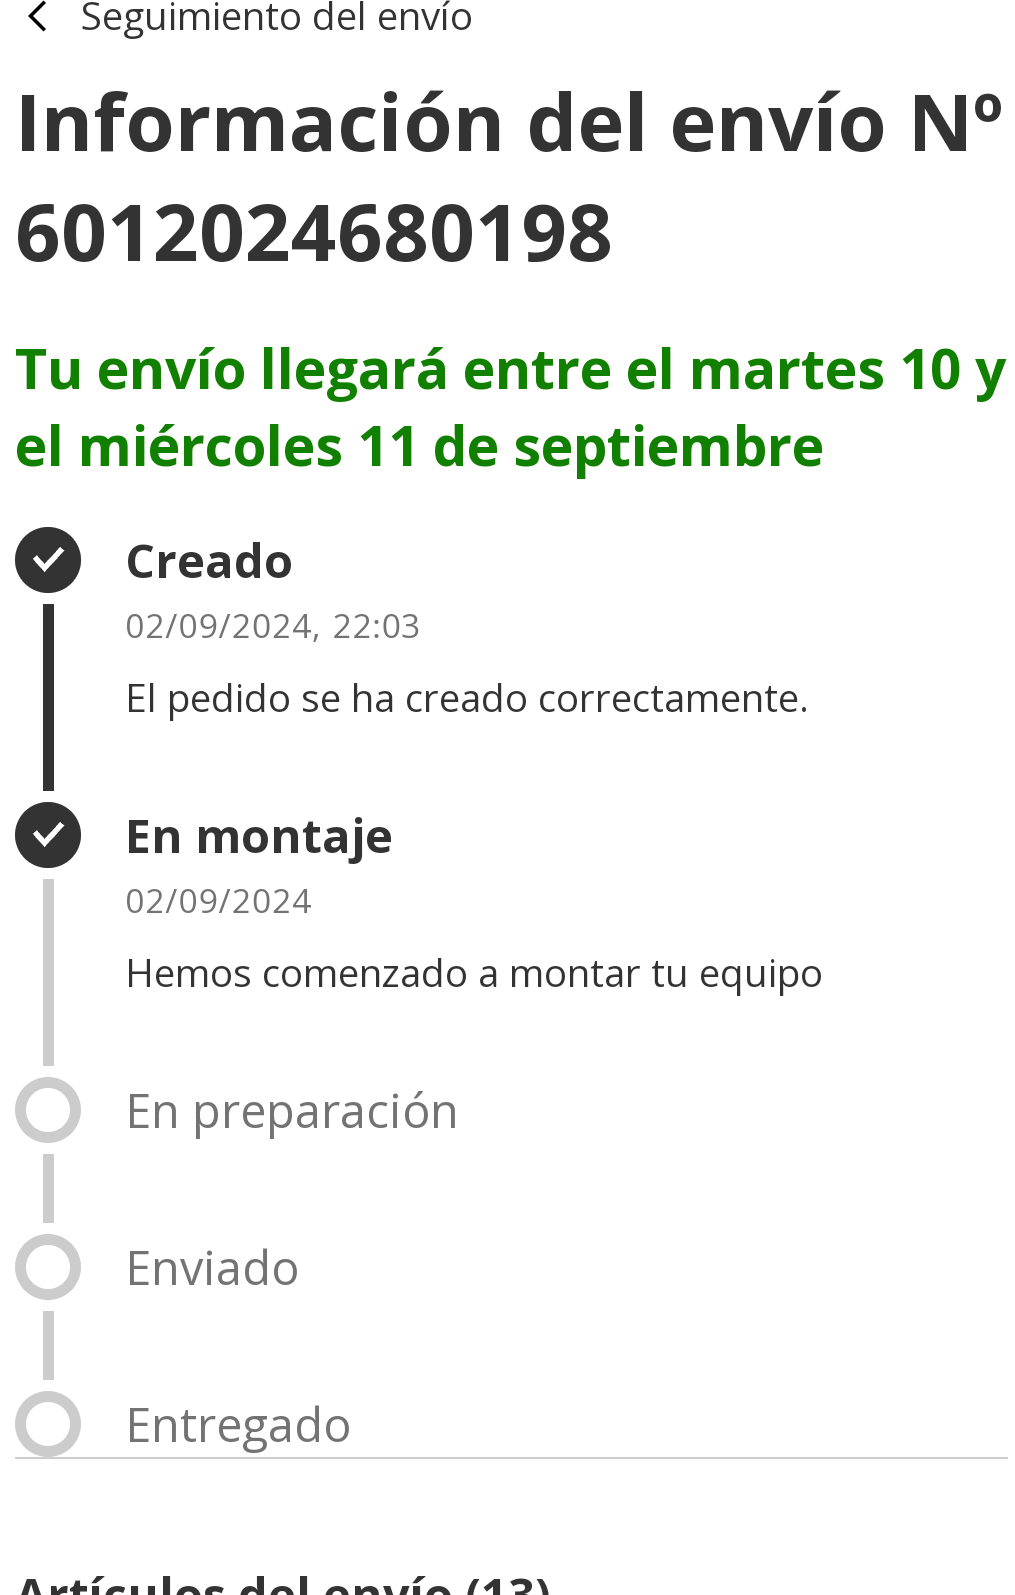 Seguimiento del envío
Información del envío Nº
6012024680198
Tu envío llegará entre el martes 10 y
el miércoles 11 de septiembre
Creado
02/09/2024, 22:03
El pedido se ha creado correctamente.
En montaje
02/09/2024
Hemos comenzado a montar tu equipo
En preparación
Enviado
Entregado
Artículos del envío (13)